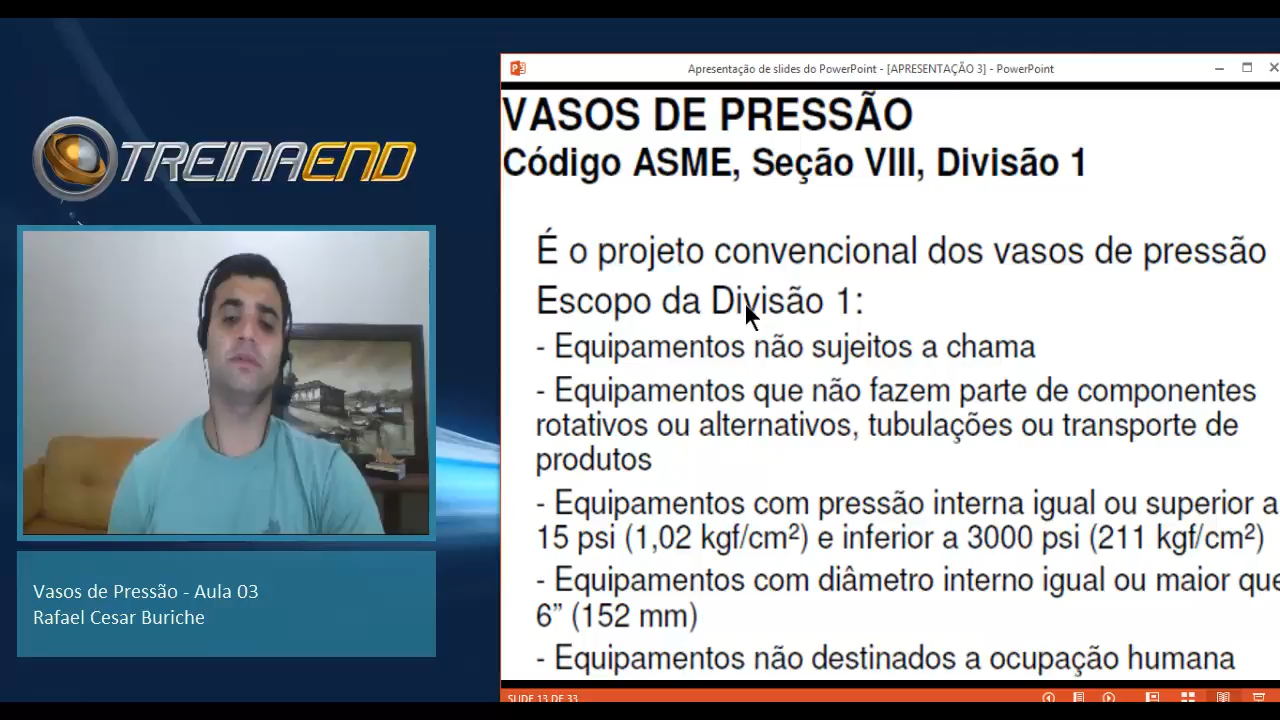 TREINAEND
Vasos de Pressão - Aula 03
Rafael Cesar Buriche
Apresentação de slides do PowerPoint - [APRESENTAÇÃO 3] - PowerPoint
VASOS DE PRESSÃO
Código ASME, Seção VIII, Divisão 1
É o projeto convencional dos vasos de pressão
Escopo da Divisão 1:
- Equipamentos não sujeitos a chama
- Equipamentos que não fazem parte de componentes
rotativos ou alternativos, tubulações ou transporte de
produtos
- Equipamentos com pressão interna igual ou superior a
15 psi (1,02 kgf/cm²) e inferior a 3000 psi (211 kgf/cm²)
- Equipamentos com diâmetro interno igual ou maior que
6” (152 mm)
- Equipamentos não destinados a ocupação humana
SLIDE 13 DE 33